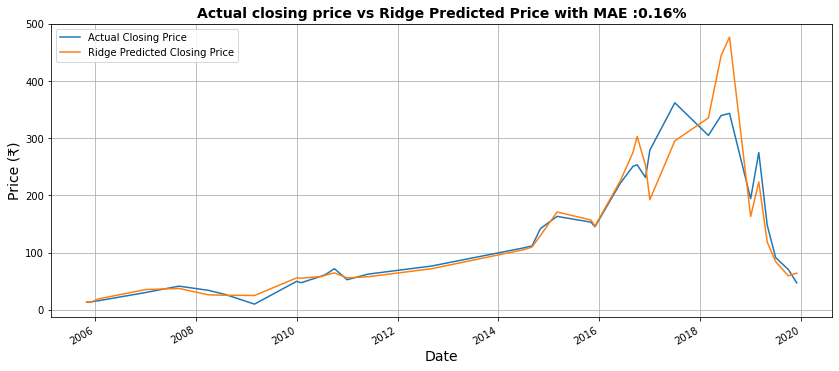 Actual closing price vs Ridge Predicted Price with MAE :0.16%
Actual Closing Price
Ridge Predicted Closing Price
500
400
300
200
100
0
Price (₹)
2006
2008
2010
2012
2014
2016
2018
2020
Date